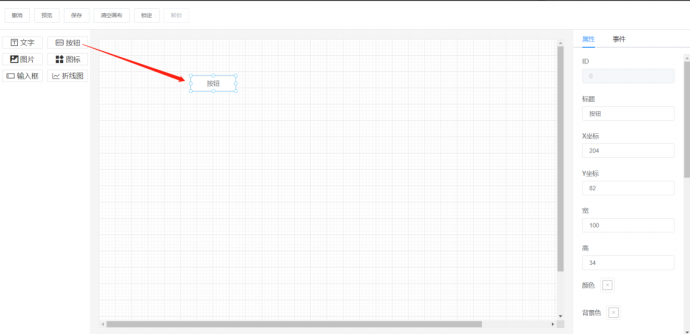 撤销 预览 保存 清空画布 锁定 解锁
文字 按钮
图片 图标
输入框 折线图
按钮
属性 事件
ID
0
标题
按钮
X坐标
204
Y坐标
82
宽
100
高
34
颜色
背景色